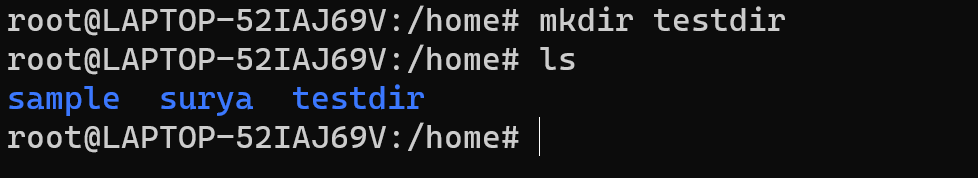 root@LAPTOP-52IAJ69V:/home# mkdir testdir
root@LAPTOP-52IAJ69V:/home# ls
sample  surya  testdir
root@LAPTOP-52IAJ69V:/home#